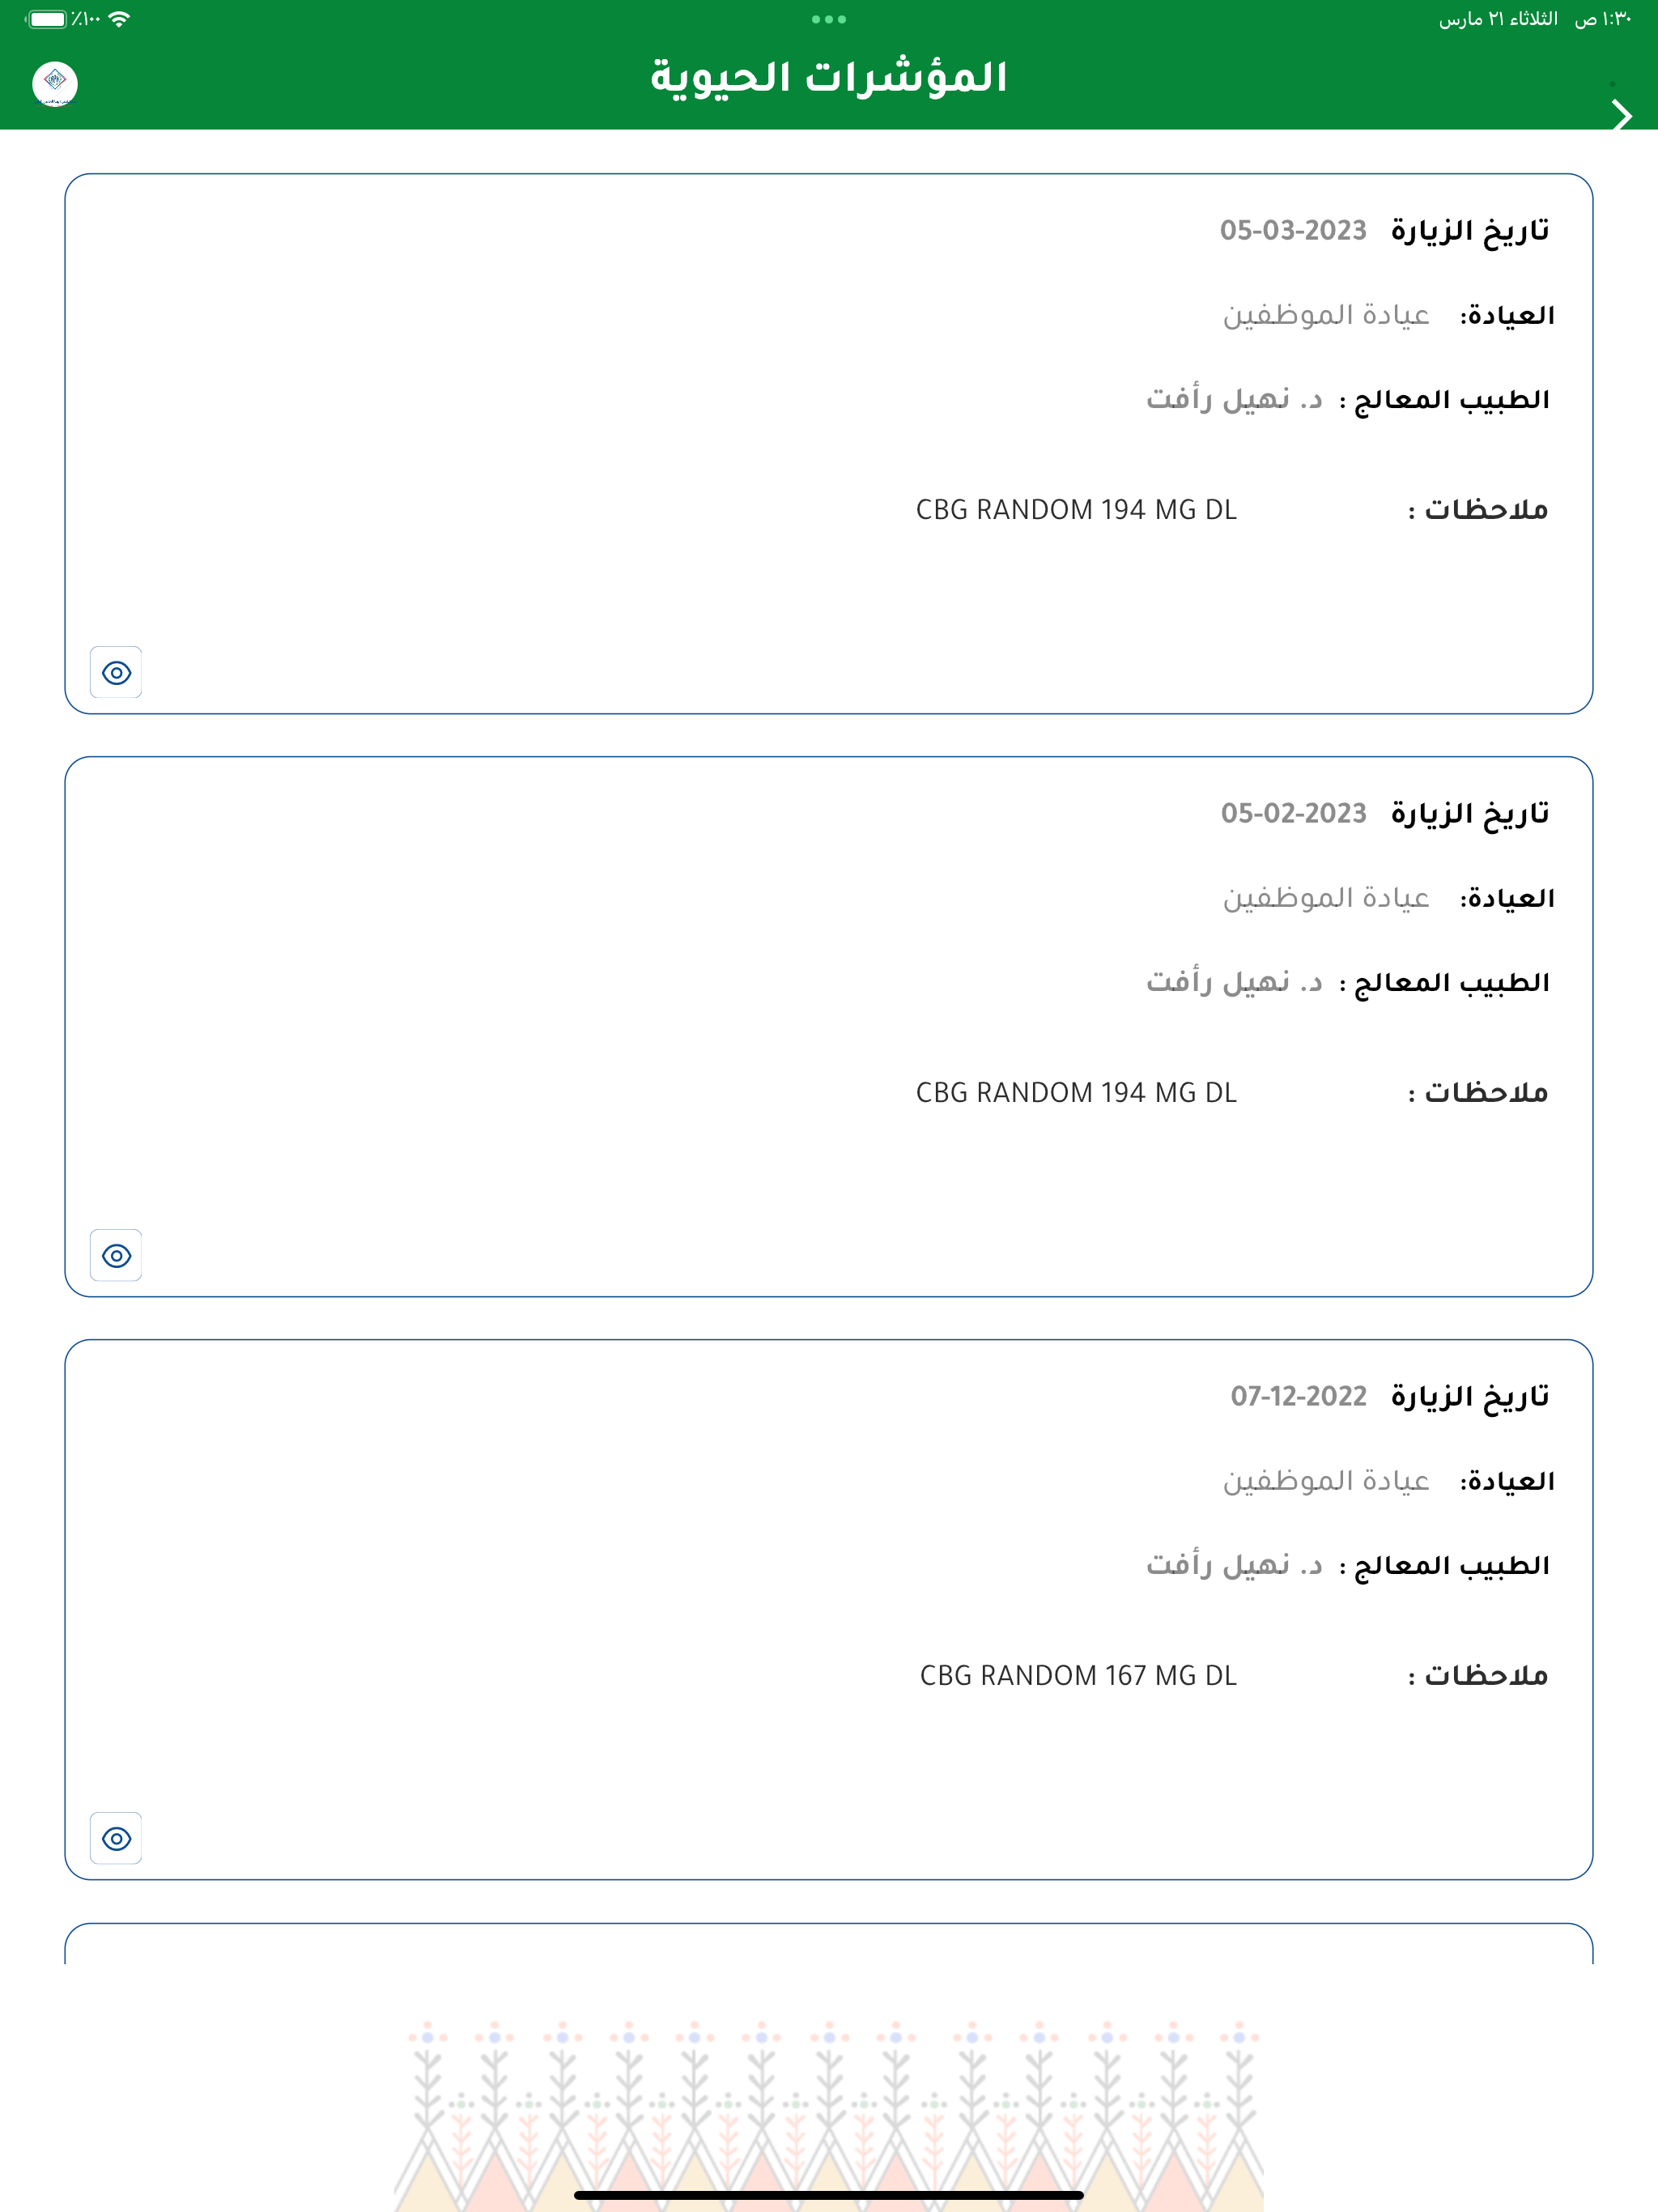 ١:٣٠ ص الثلاثاء ٢١ مارس ١٠٠٪
المؤشرات الحيوية
تاريخ الزيارة 05-03-2023
العيادة: عيادة الموظفين
الطبيب المعالج : د. نهيل رأفت
ملاحظات : CBG RANDOM 194 MG DL
تاريخ الزيارة 05-02-2023
العيادة: عيادة الموظفين
الطبيب المعالج : د. نهيل رأفت
ملاحظات : CBG RANDOM 194 MG DL
تاريخ الزيارة 07-12-2022
العيادة: عيادة الموظفين
الطبيب المعالج : د. نهيل رأفت
ملاحظات : CBG RANDOM 167 MG DL